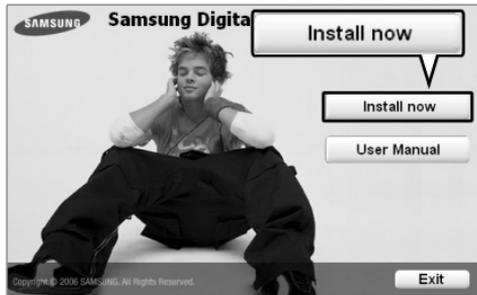 SAMSUNG
Samsung Digita
Install now
Install now
User Manual
Copyright © 2006 SAMSUNG. All Rights Reserved.
Exit